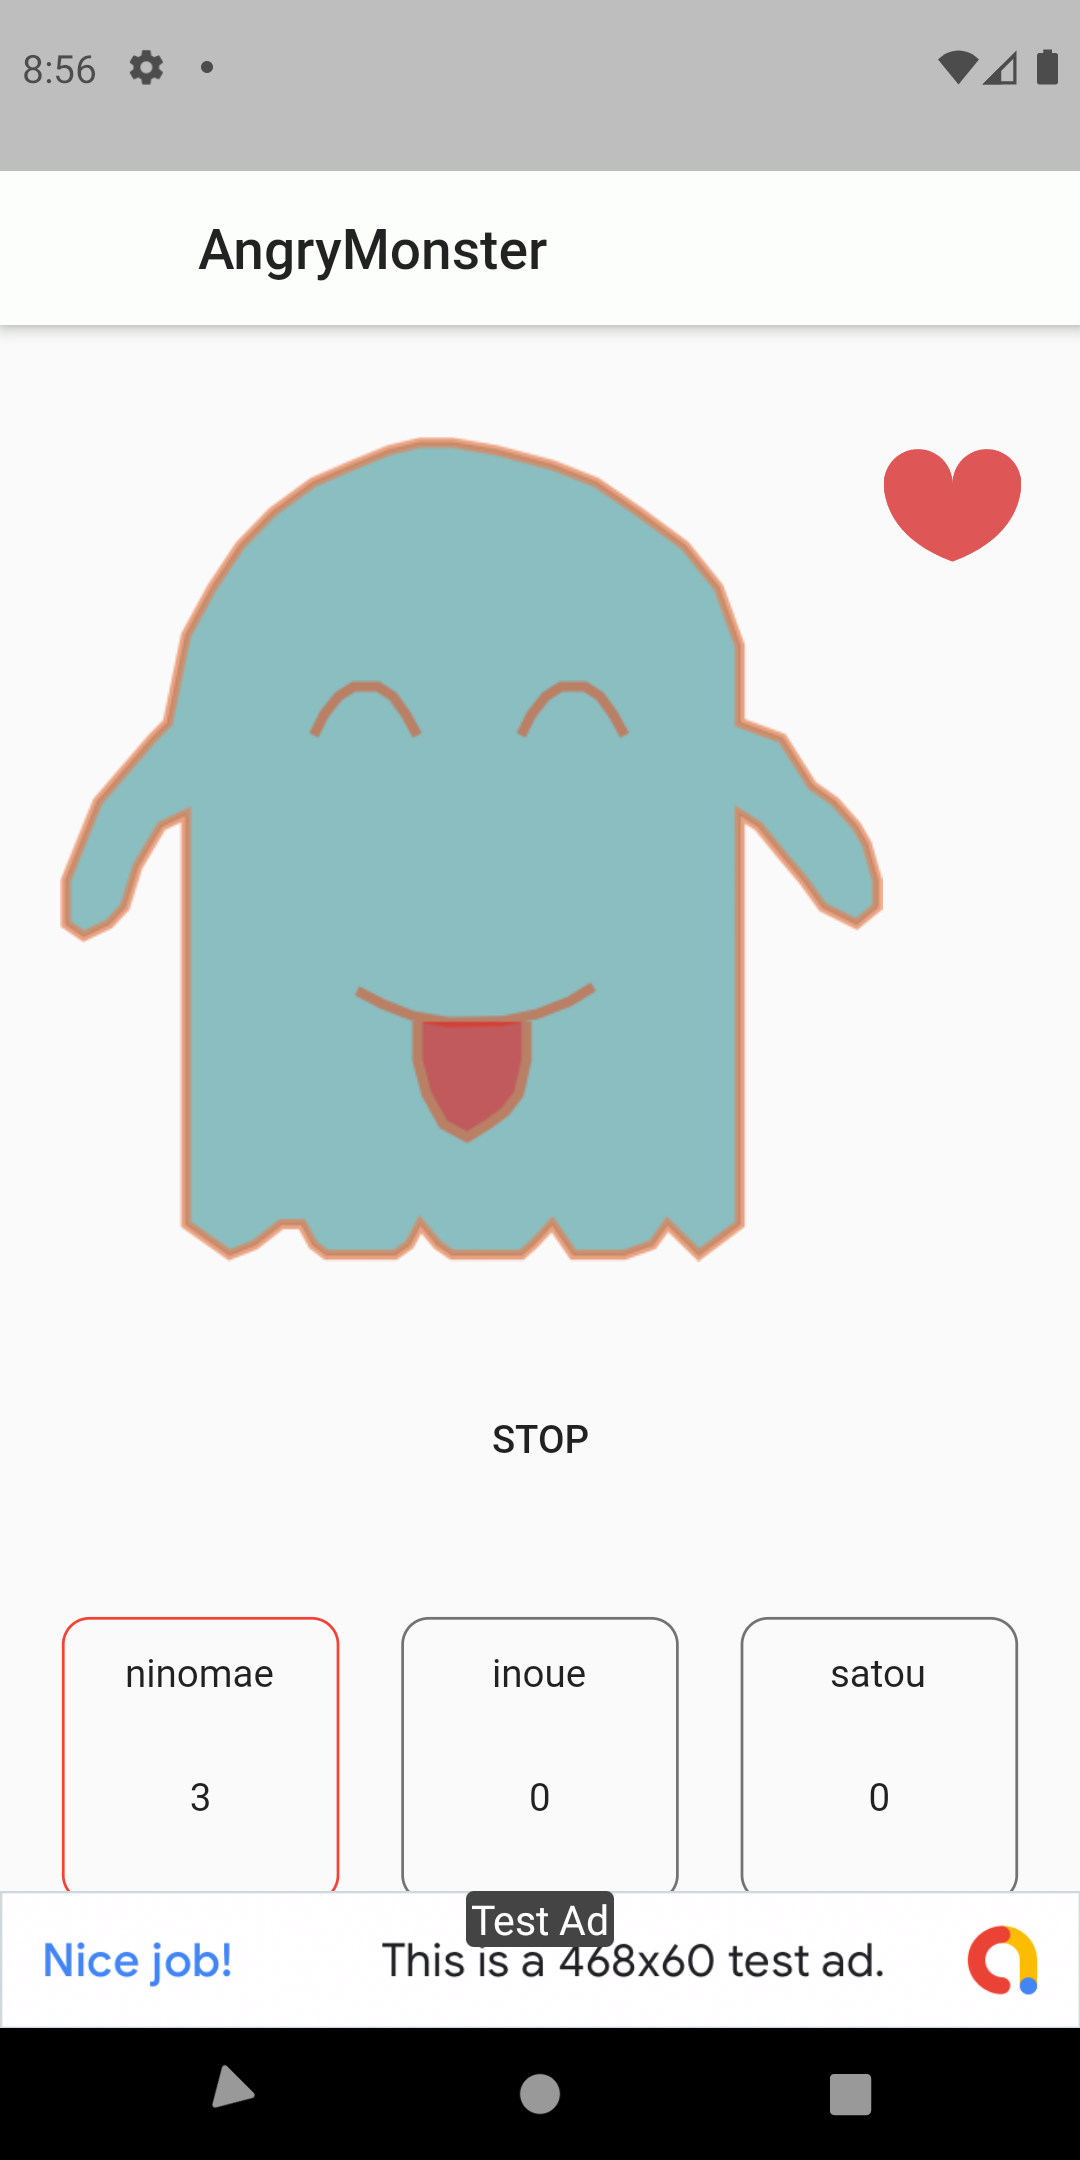 8:56
AngryMonster
STOP
ninomae
inoue
satou
3
0
0
Test Ad
Nice job!
This is a 468x60 test ad.